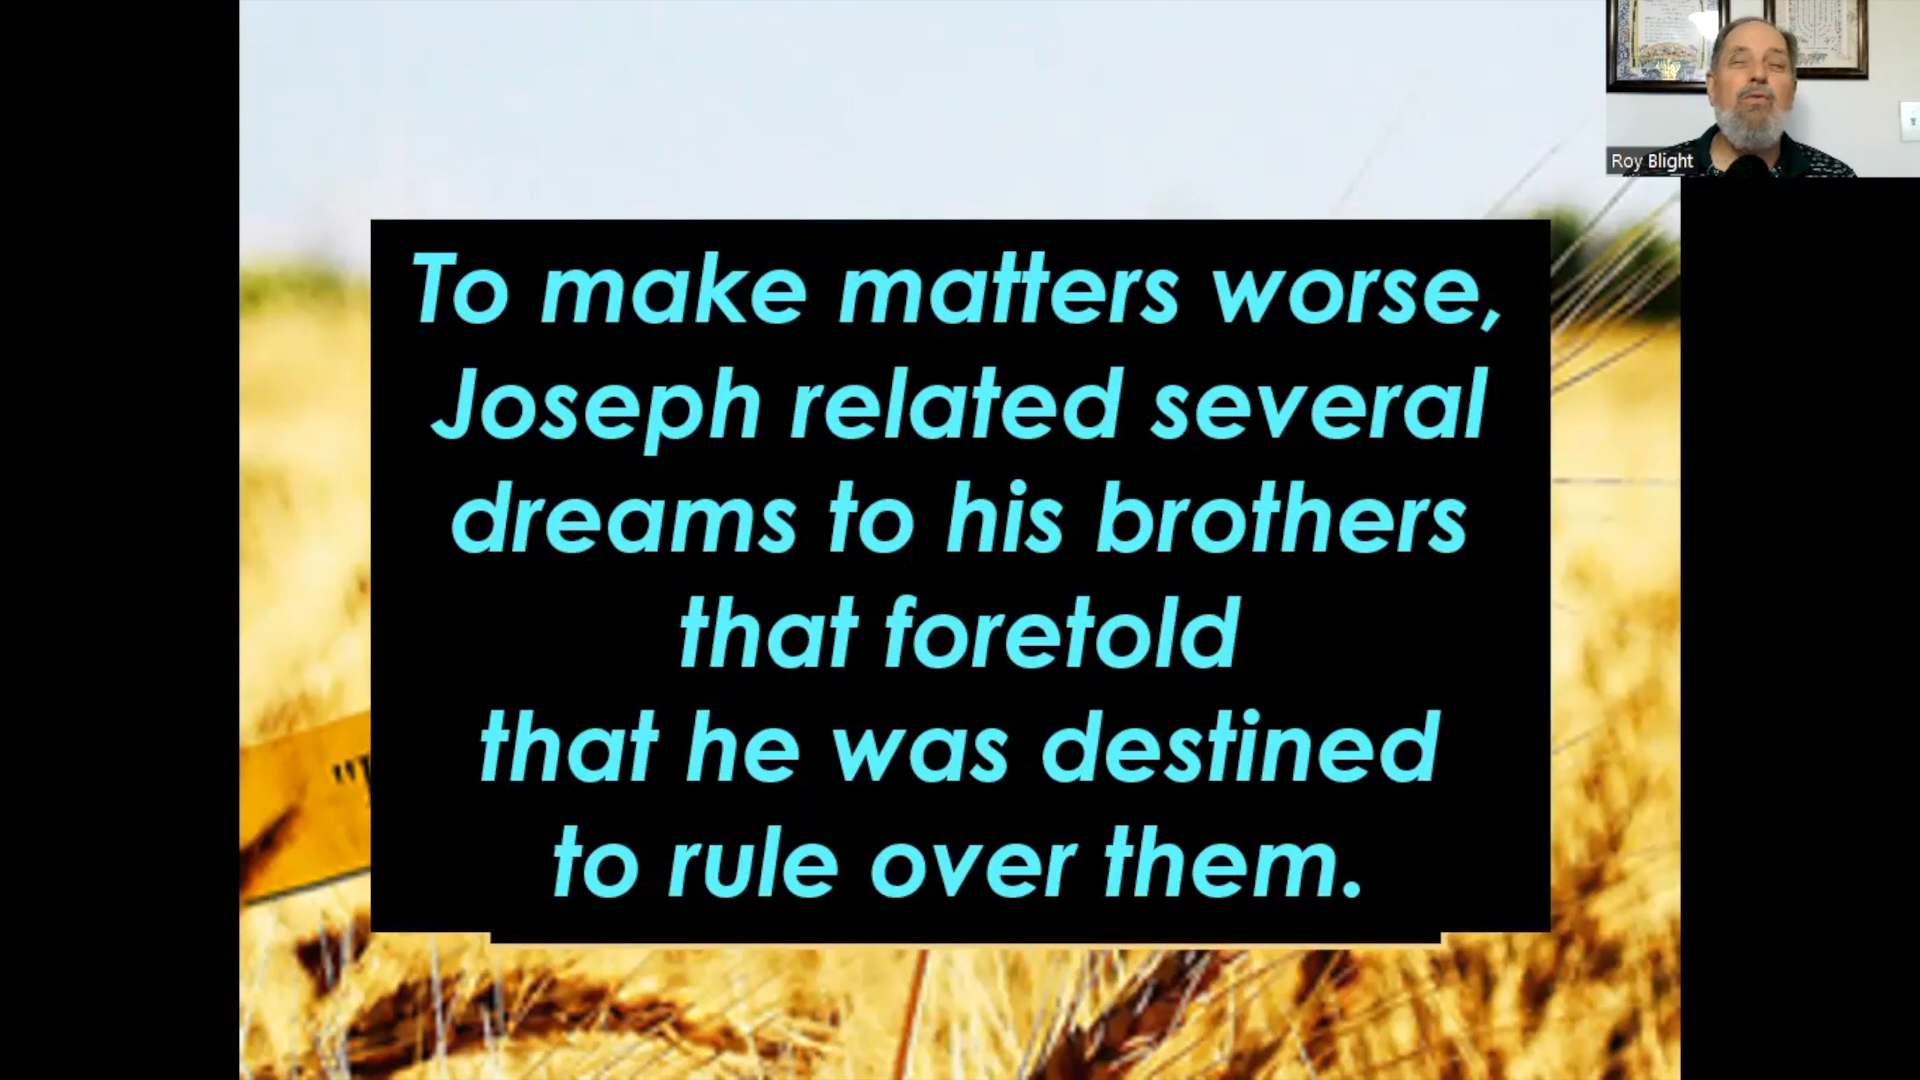 Roy Blight
To make matters worse,
Joseph related several
dreams to his brothers
that foretold
that he was destined
to rule over them.